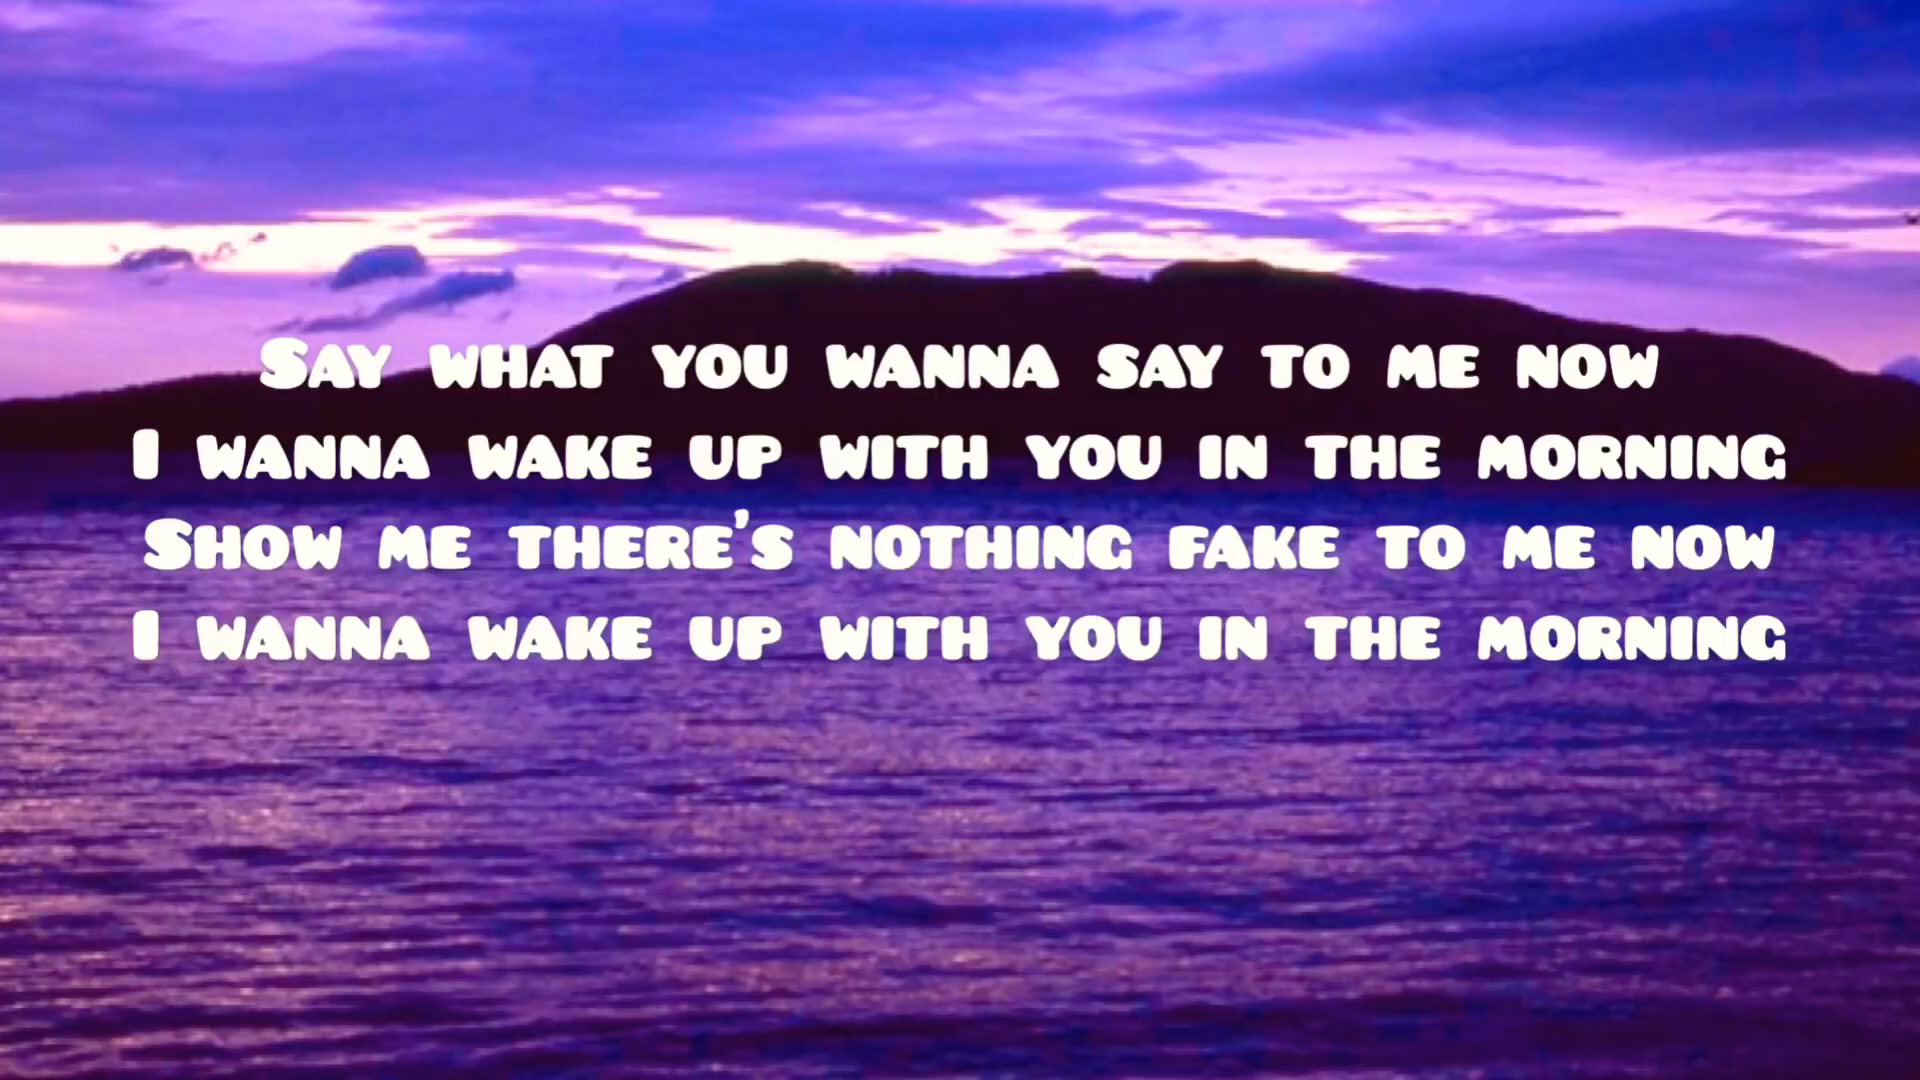 Say what you wanna say to me now
I wanna wake up with you in the morning
Show me there's nothing fake to me now
I wanna wake up with you in the morning